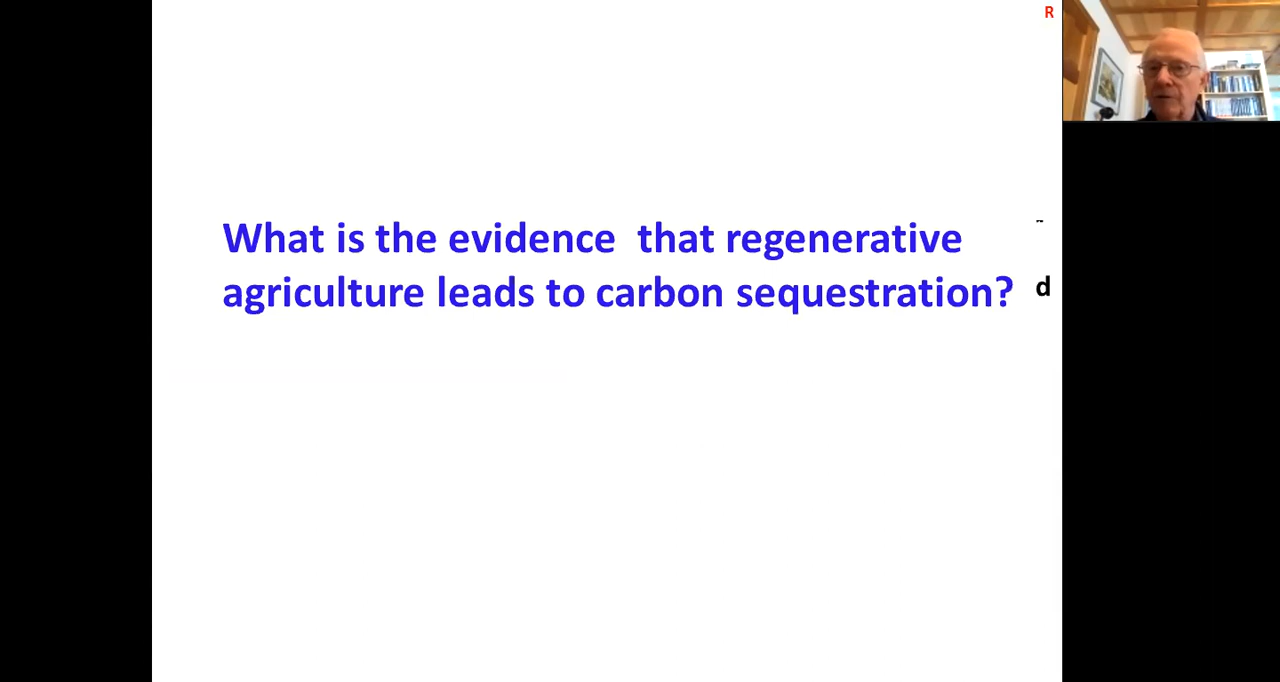 R
What is the evidence  that regenerative
agriculture leads to carbon sequestration?
d